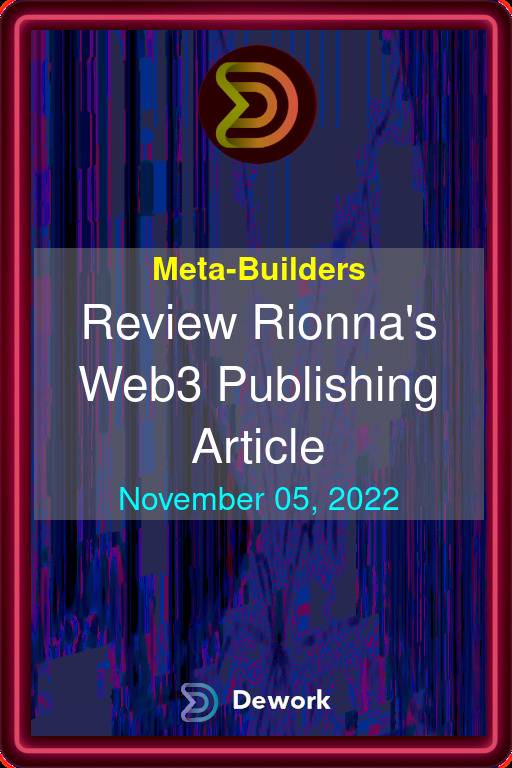 Meta-Builders
Review Rionna's
Web3 Publishing
Article
November 05, 2022
Dework